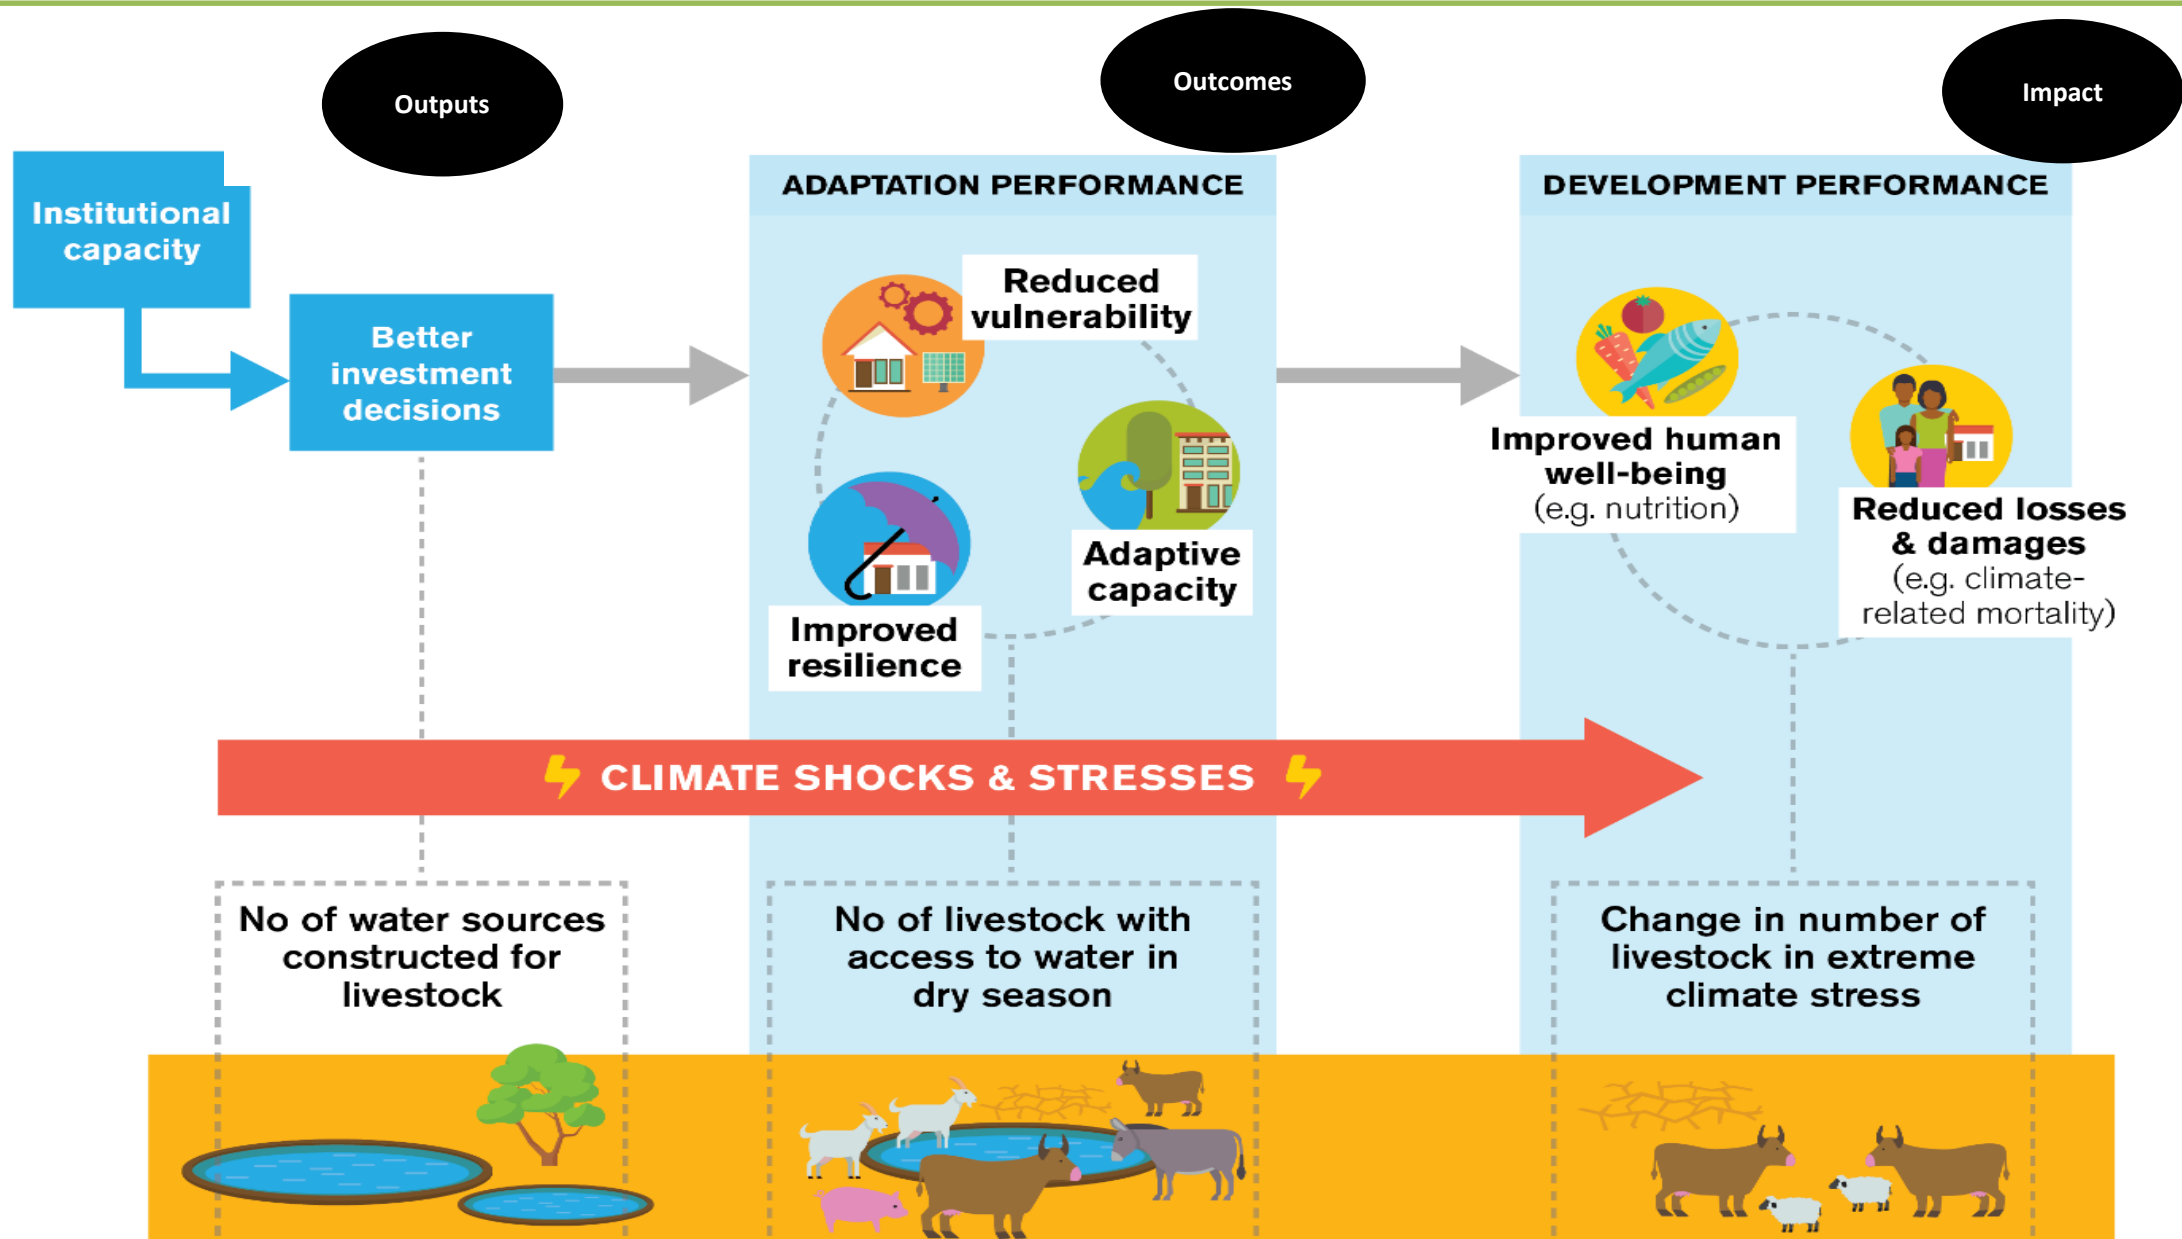 Outputs
Outcomes
Impact
Institutional
capacity
Better
investment
decisions
ADAPTATION PERFORMANCE
Reduced
vulnerability
Adaptive
capacity
Improved
resilience
DEVELOPMENT PERFORMANCE
Improved human
well-being
(e.g. nutrition)
Reduced losses
& damages
(e.g. climate-
related mortality)
CLIMATE SHOCKS & STRESSES
No of water sources
constructed for
livestock
No of livestock with
access to water in
dry season
Change in number of
livestock in extreme
climate stress